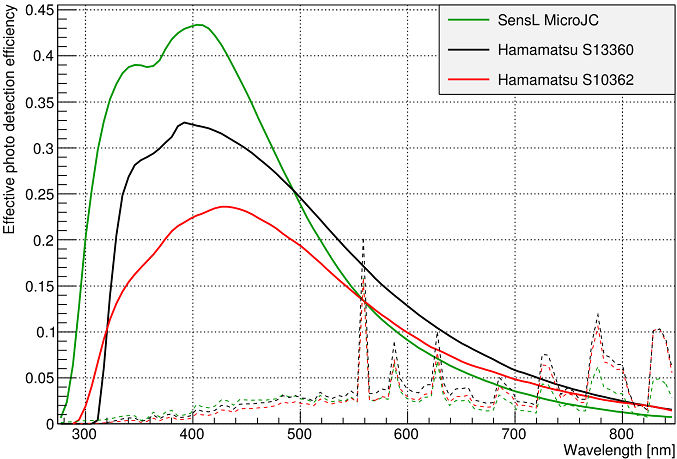 SensL MicroJC
Hamamatsu S13360
Hamamatsu S10362
Effective photo detection efficiency
0.45
0.4
0.35
0.3
0.25
0.2
0.15
0.1
0.05
0
300 400 500 600 700 800
Wavelength [nm]